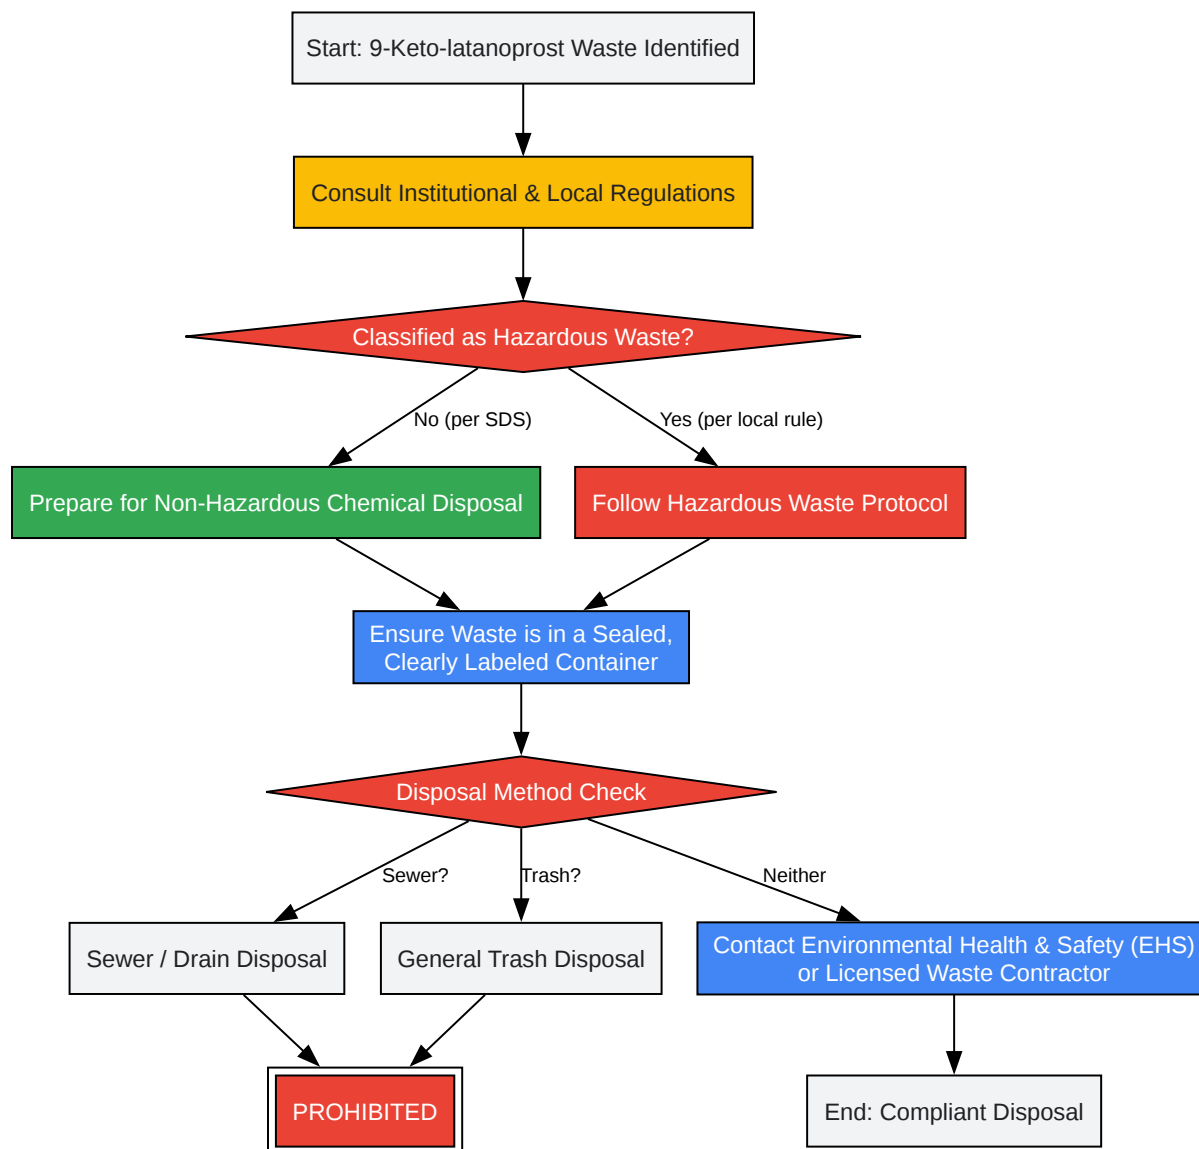 Start: 9-Keto-latanoprost Waste Identified
Consult Institutional & Local Regulations
Classified as Hazardous Waste?
No (per SDS)
Yes (per local rule)
Prepare for Non-Hazardous Chemical Disposal
Follow Hazardous Waste Protocol
Ensure Waste is in a Sealed,
Clearly Labeled Container
Disposal Method Check
Sewer?
Trash?
Neither
Sewer / Drain Disposal
General Trash Disposal
Contact Environmental Health & Safety (EHS)
or Licensed Waste Contractor
PROHIBITED
End: Compliant Disposal